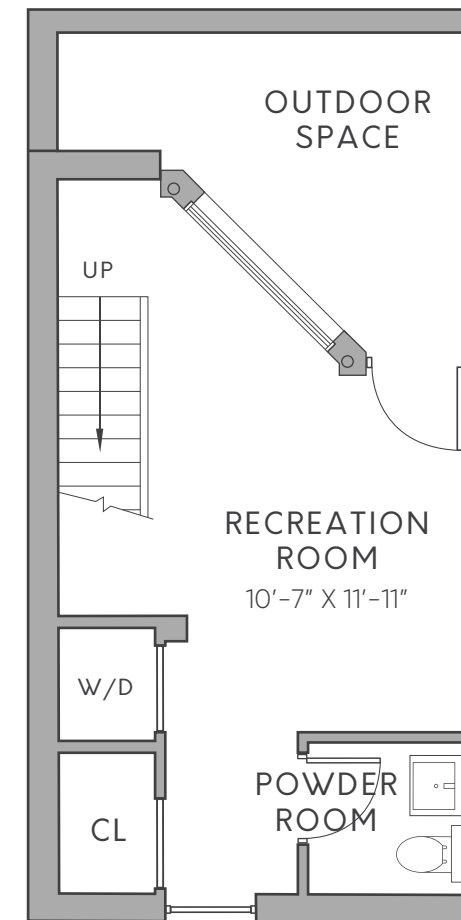 OUTDOOR
SPACE
UP
RECREATION
ROOM
10'-7" X 11'-11"
W/D
POWDER
ROOM
CL